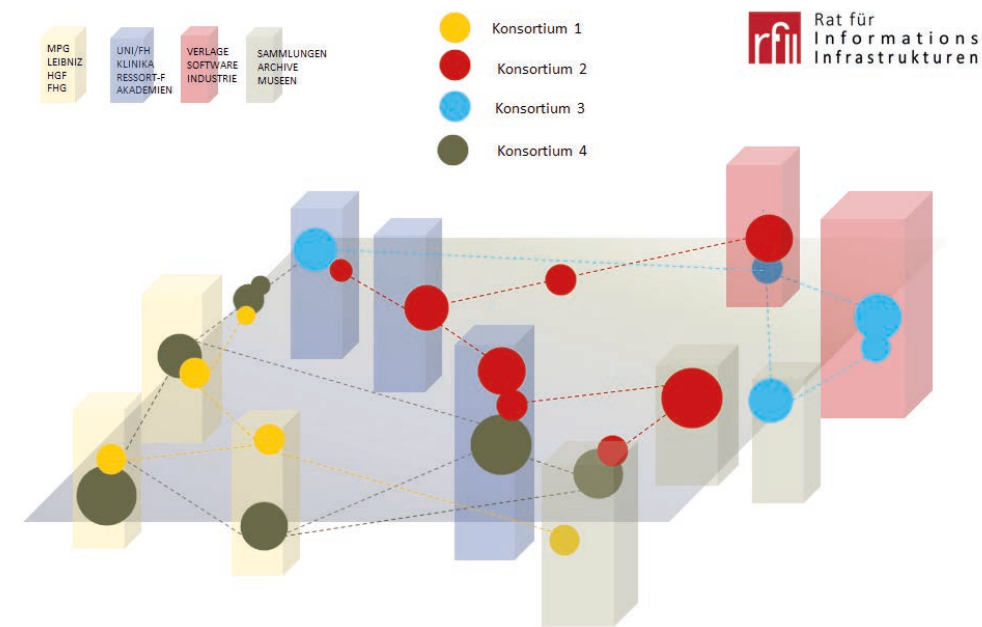 MPG
LEIBNIZ
HGF
FHG
UNI/FH
KLINIKA
RESSORT-F
AKADEMIEN
VERLAGE
SOFTWARE
INDUSTRIE
SAMMLUNGEN
ARCHIVE
MUSEEN
Konsortium 1
Konsortium 2
Konsortium 3
Konsortium 4
rfii
Rat für
Informations
Infrastrukturen